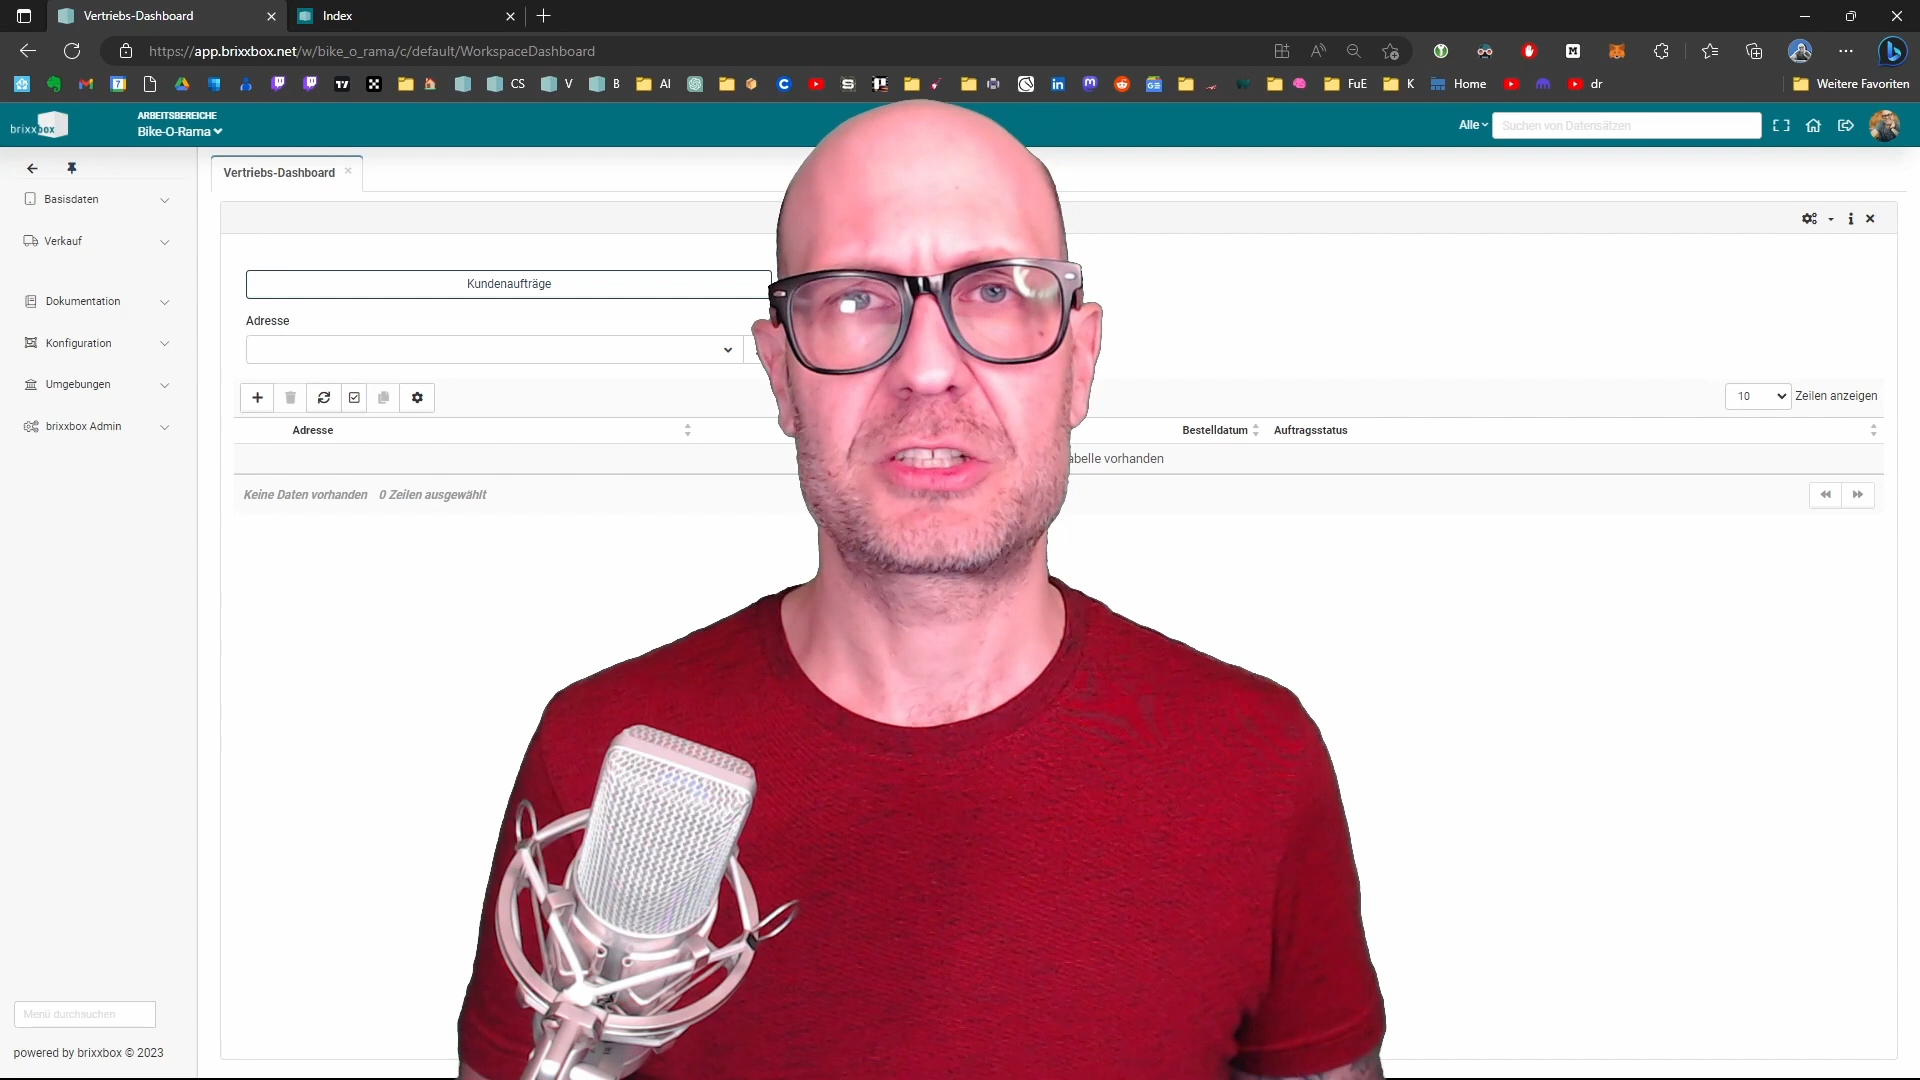 Vertriebs-Dashboard
Index
https://app.brixxbox.net/w/bike_o_rama/c/default/WorkspaceDashboard
CS
V
B
AI
FuE
K
Home
dr
Weitere Favoriten
brixxbox
ARBEITSBEREICHE
Bike-O-Rama
Alle
Suchen von Datensätzen
Vertriebs-Dashboard
Basisdaten
Verkauf
Dokumentation
Konfiguration
Umgebungen
brixxbox Admin
Kundenaufträge
Adresse
10
Zeilen anzeigen
Adresse
Bestelldatum
Auftragsstatus
abelle vorhanden
Keine Daten vorhanden 0 Zeilen ausgewählt
Menü durchsuchen
powered by brixxbox © 2023